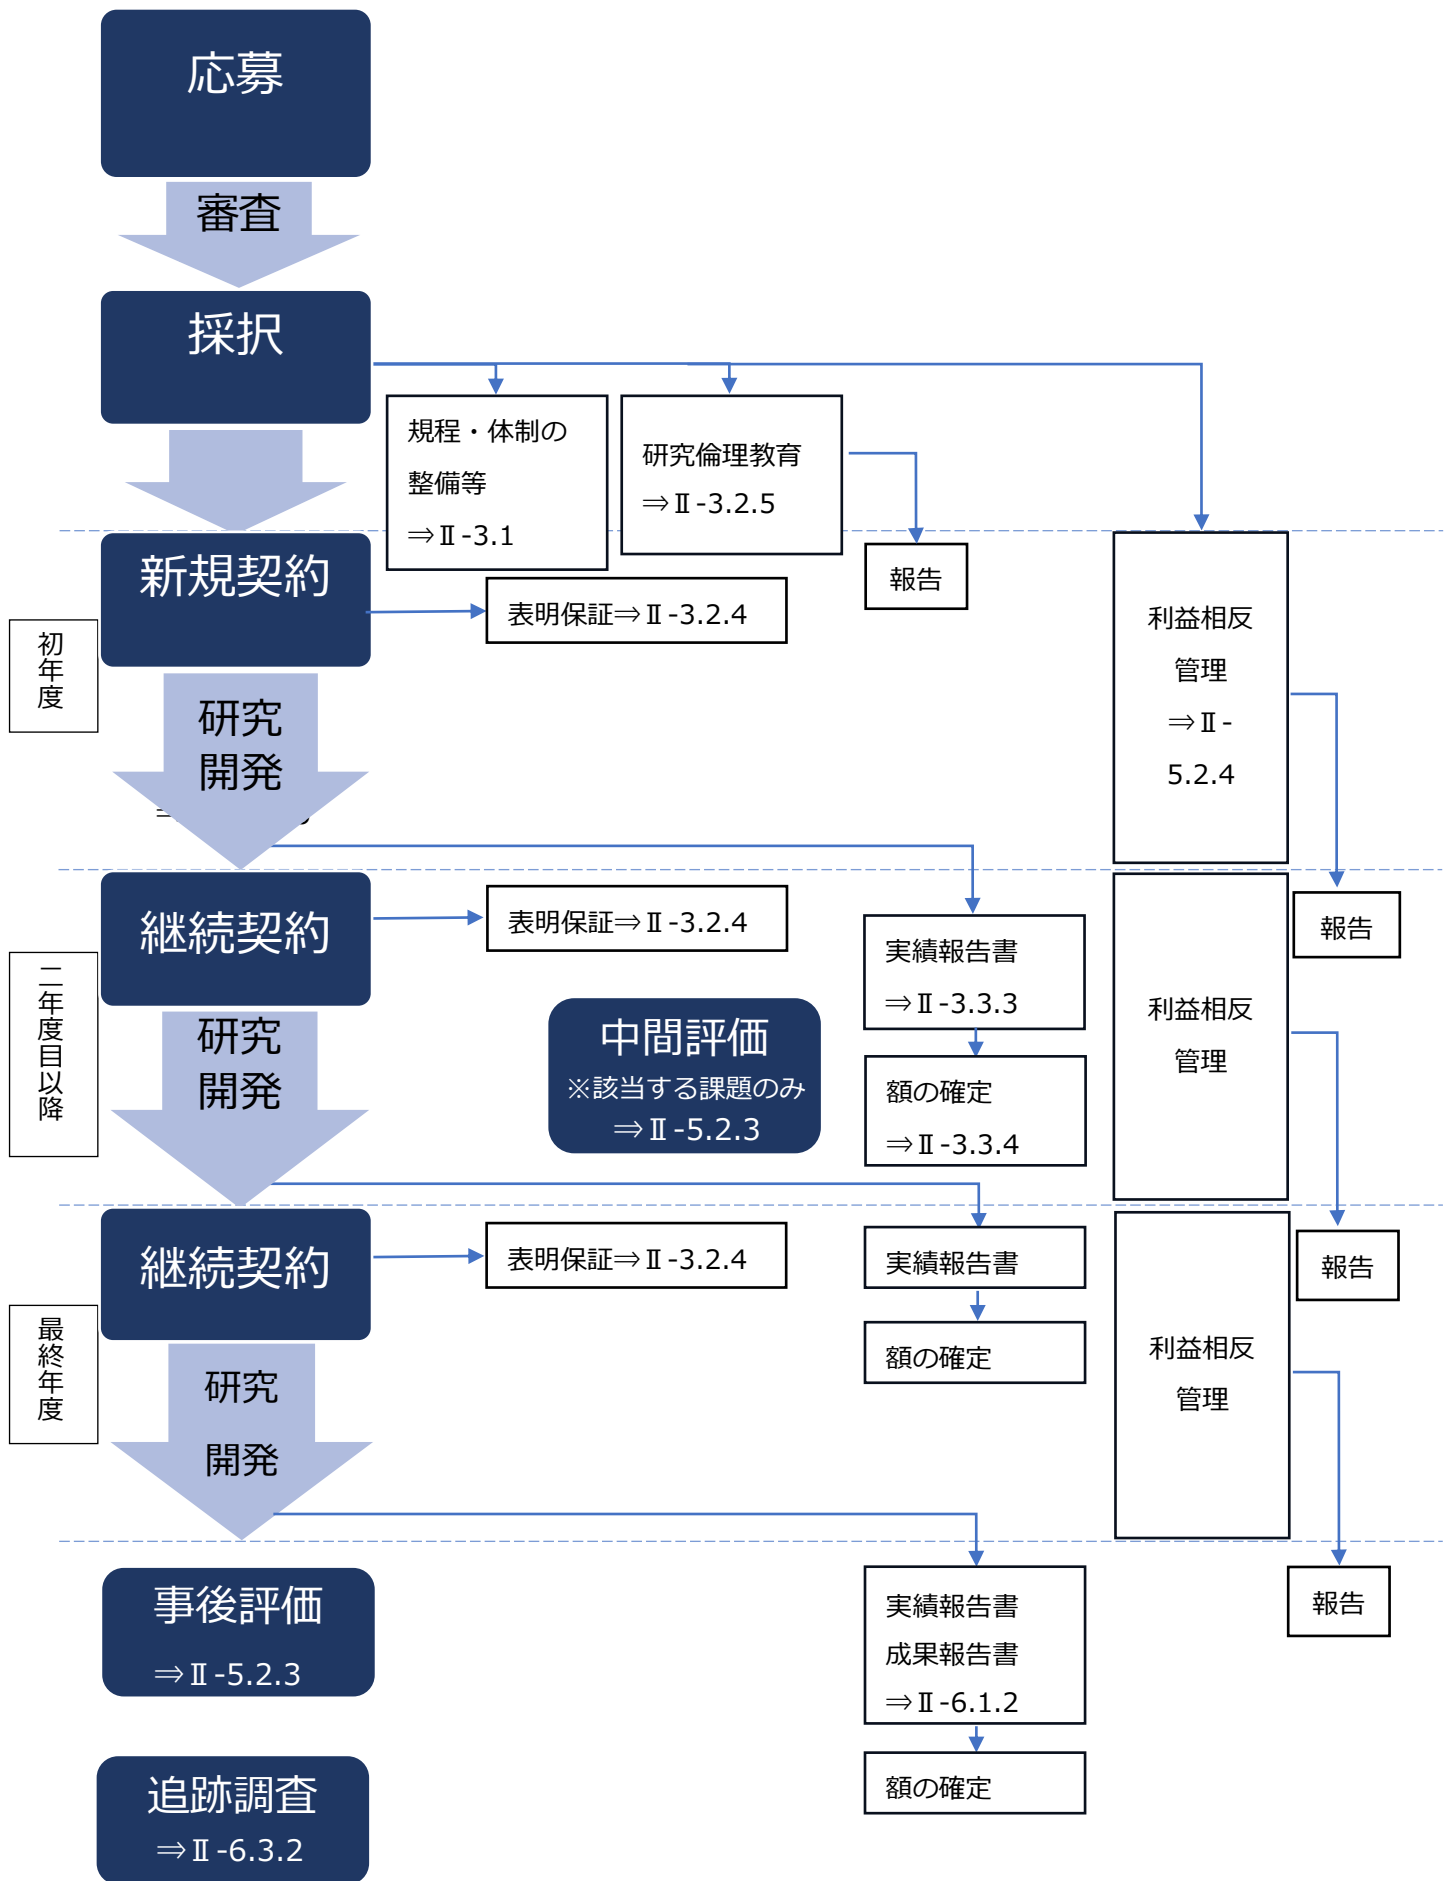 応募
審査
採択
規程・体制の
整備等
⇒Ⅱ-3.1
研究倫理教育
⇒Ⅱ-3.2.5
報告
新規契約
表明保証⇒Ⅱ-3.2.4
初年度
研究
開発
利益相反
管理
⇒Ⅱ-
5.2.4
報告
継続契約
表明保証⇒Ⅱ-3.2.4
実績報告書
⇒Ⅱ-3.3.3
額の確定
⇒Ⅱ-3.3.4
二年度目以降
研究
開発
中間評価
※該当する課題のみ
⇒Ⅱ-5.2.3
利益相反
管理
報告
継続契約
表明保証⇒Ⅱ-3.2.4
実績報告書
額の確定
最終年度
研究
開発
利益相反
管理
報告
事後評価
⇒Ⅱ-5.2.3
実績報告書
成果報告書
⇒Ⅱ-6.1.2
額の確定
追跡調査
⇒Ⅱ-6.3.2